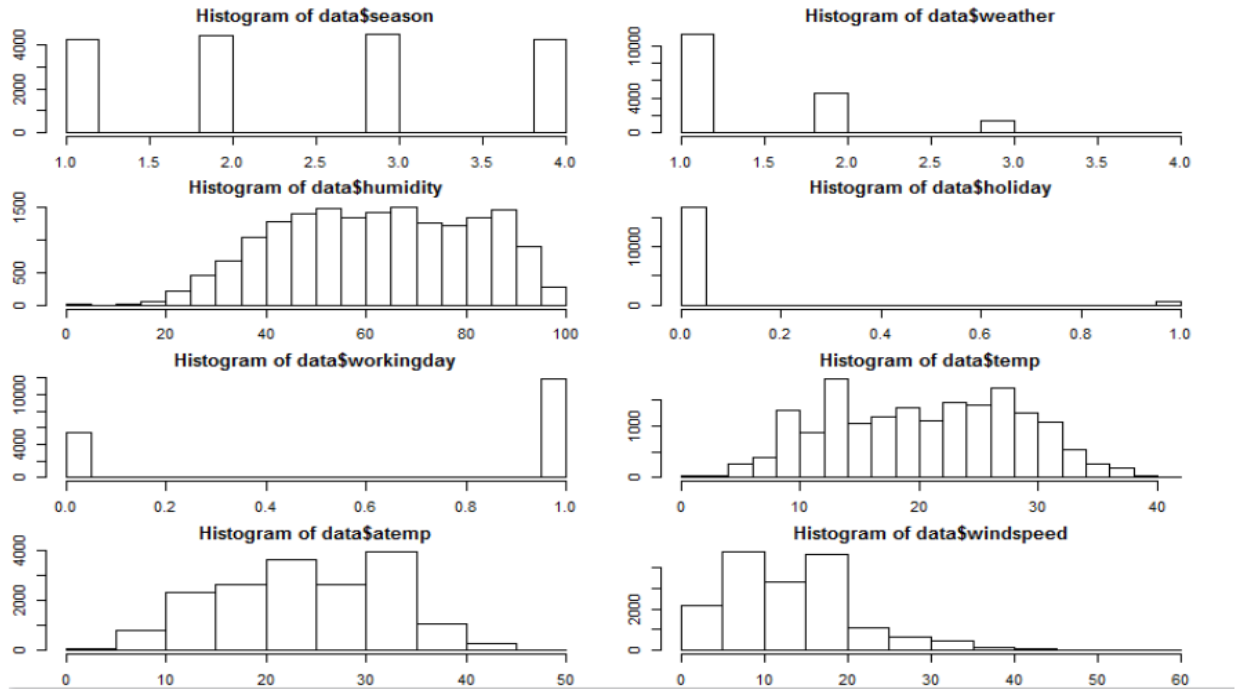 Histogram of data$season
0 2000 4000
1.0 1.5 2.0 2.5 3.0 3.5 4.0
Histogram of data$weather
0 4000 10000
1.0 1.5 2.0 2.5 3.0 3.5 4.0
Histogram of data$humidity
0 500 1500
0 20 40 60 80 100
Histogram of data$holiday
0 10000
0.0 0.2 0.4 0.6 0.8 1.0
Histogram of data$workingday
0 4000 10000
0.0 0.2 0.4 0.6 0.8 1.0
Histogram of data$temp
0 1000
0 10 20 30 40
Histogram of data$atemp
0 2000 4000
0 10 20 30 40 50
Histogram of data$windspeed
0 2000
0 10 20 30 40 50 60